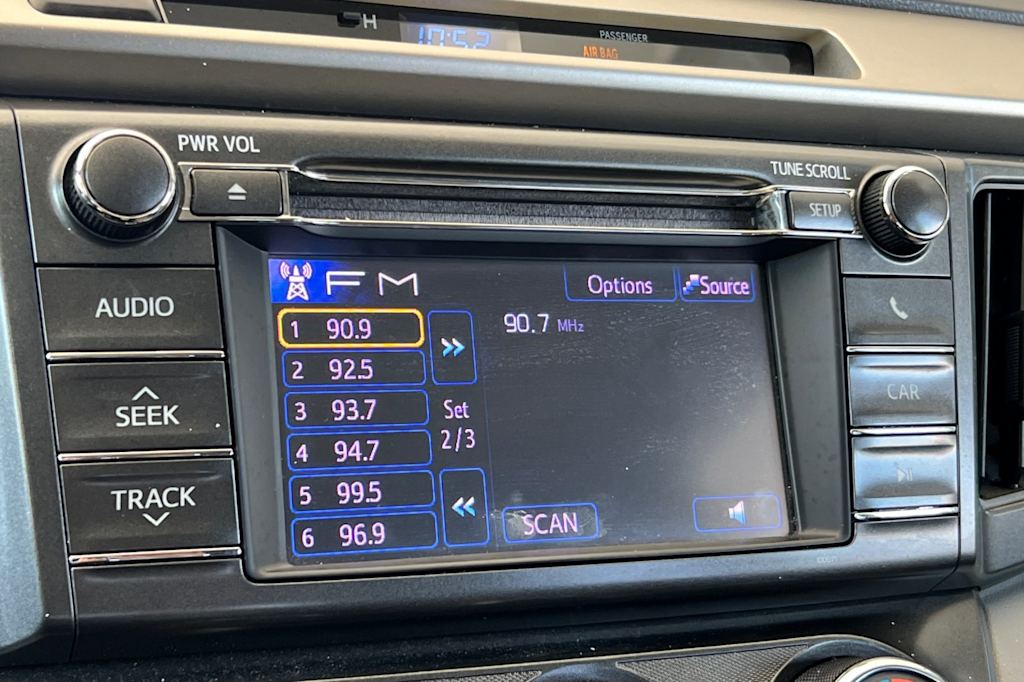 H
10:52
PASSENGER
AIR BAG
PWR VOL
TUNE SCROLL
SETUP
AUDIO
SEEK
TRACK
CAR
FM
Options
Source
1 90.9
2 92.5
3 93.7
4 94.7
5 99.5
6 96.9
Set
2/3
90.7 MHz
SCAN